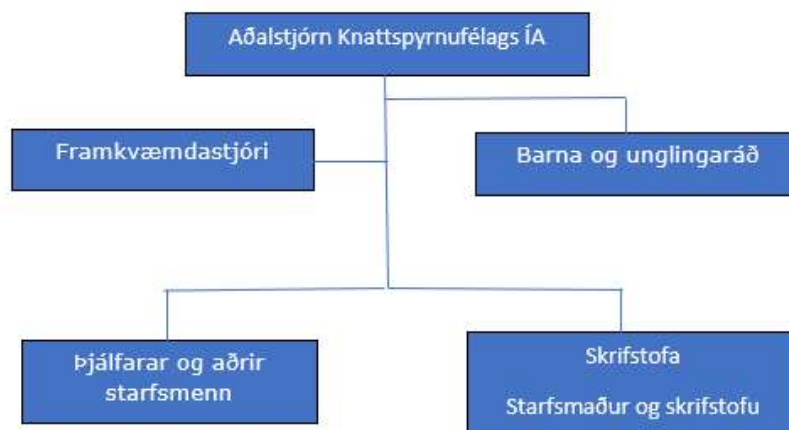 Aðalstjórn Knattspyrnufélags ÍA
Framkvæmdastjóri
Barna og unglingaráð
Þjálfarar og aðrir
starfsmenn
Skrifstofa
Starfsmaður og skrifstofu